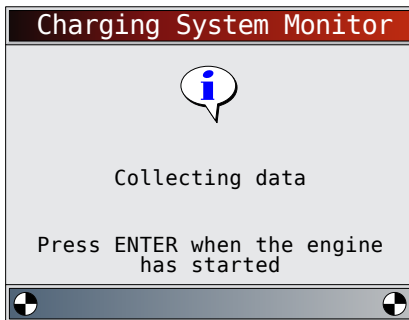 Charging System Monitor
i
Collecting data
Press ENTER when the engine
has started